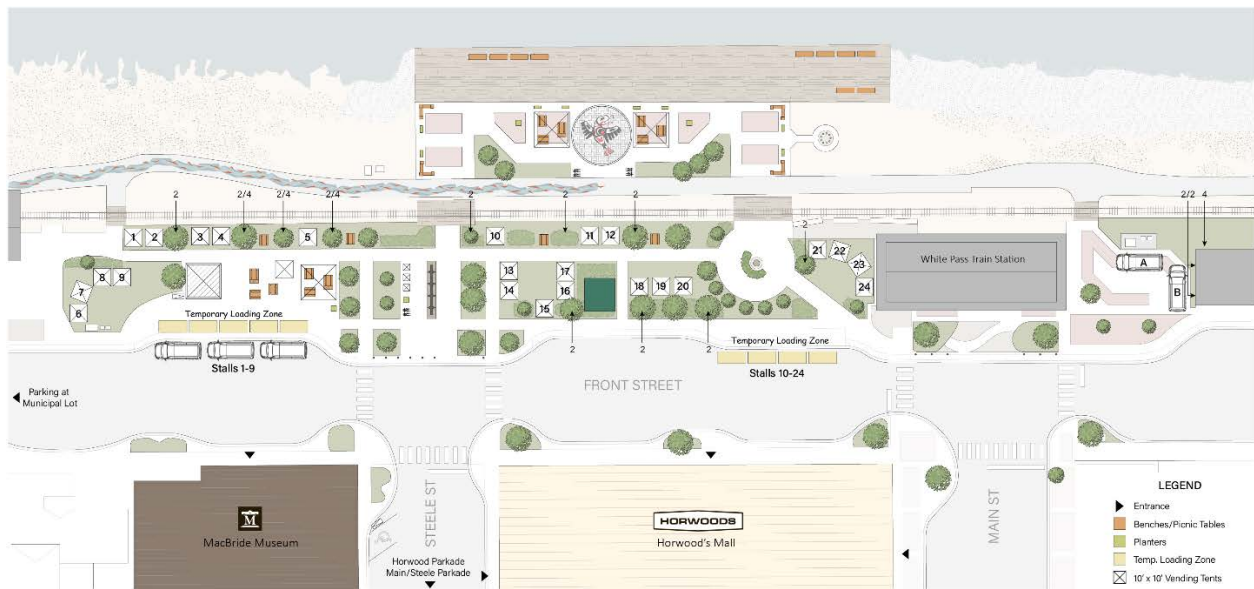 2
2/4
2/4
2/4
2
2
2
2/2
4
1
2
3
4
5
10
11
12
2
21
22
23
24
White Pass Train Station
A
B
8
9
7
6
13
14
17
16
15
18
19
20
Temporary Loading Zone
2
2
2
Temporary Loading Zone
Stalls 1-9
Stalls 10-24
FRONT STREET
Parking at
Municipal Lot
STEELE ST
MAIN ST
M
MacBride Museum
HORWOODS
Horwood's Mall
Horwood Parkade
Main/Steele Parkade
LEGEND
Entrance
Benches/Picnic Tables
Planters
Temp. Loading Zone
10' x 10' Vending Tents